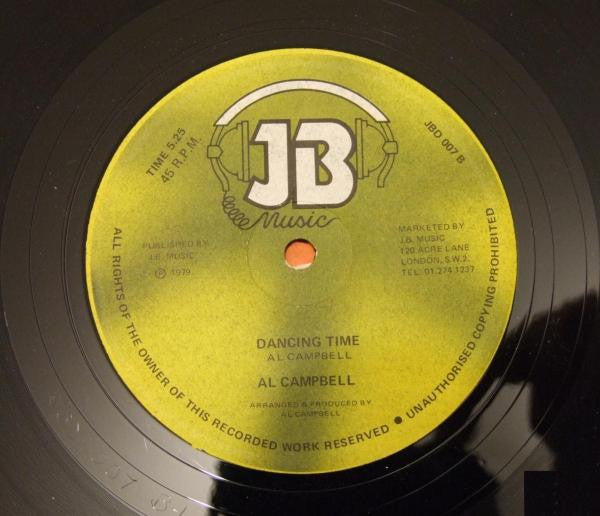 JB
Music
TIME 5.25
45 R.P.M.
JBD 007 B
PUBLISHED BY
J.B. MUSIC
℗ 1979
MARKETED BY
J.B. MUSIC
120 ACRE LANE
LONDON, S.W.2.
TEL: 01.274 1237
DANCING TIME
AL CAMPBELL
AL CAMPBELL
ARRANGED & PRODUCED BY
AL CAMPBELL
ALL RIGHTS OF THE OWNER OF THIS RECORDED WORK RESERVED ● UNAUTHORISED COPYING PROHIBITED